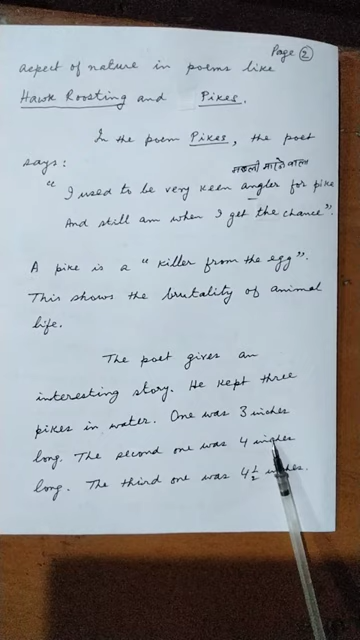 Page 2
aspect of nature in poems like
Hawk Roosting and Pikes.
In the poem Pikes, the poet
says:
मछली मारने वाला
" I used to be very keen angler for pike
And still am when I get the chance".
A pike is a "killer from the egg".
This shows the brutality of animal
life.
The poet gives an
interesting story. He kept three
pikes in water. One was 3 inches
long. The second one was 4 inches
long. The third one was 4 1/2 inches.